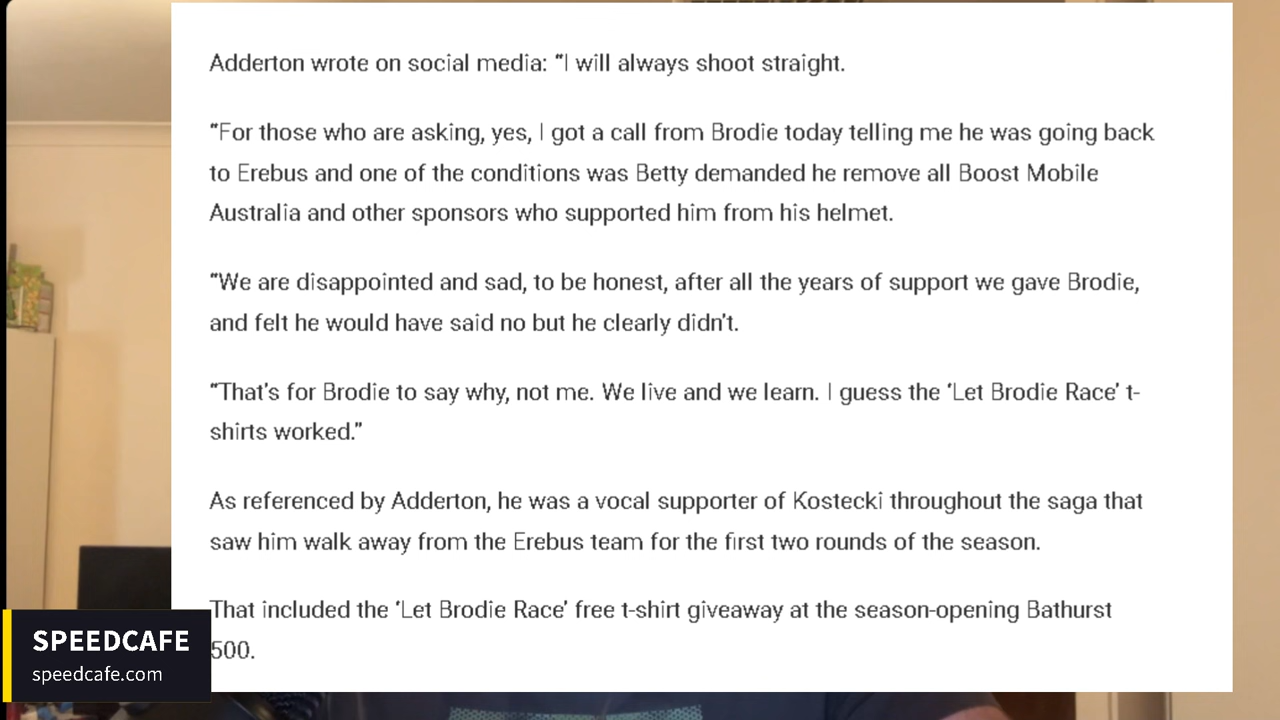 Adderton wrote on social media: “I will always shoot straight.
“For those who are asking, yes, I got a call from Brodie today telling me he was going back
to Erebus and one of the conditions was Betty demanded he remove all Boost Mobile
Australia and other sponsors who supported him from his helmet.
“We are disappointed and sad, to be honest, after all the years of support we gave Brodie,
and felt he would have said no but he clearly didn’t.
“That’s for Brodie to say why, not me. We live and we learn. I guess the ‘Let Brodie Race’ t-
shirts worked.”
As referenced by Adderton, he was a vocal supporter of Kostecki throughout the saga that
saw him walk away from the Erebus team for the first two rounds of the season.
That included the ‘Let Brodie Race’ free t-shirt giveaway at the season-opening Bathurst
500.
SPEEDCAFE
speedcafe.com